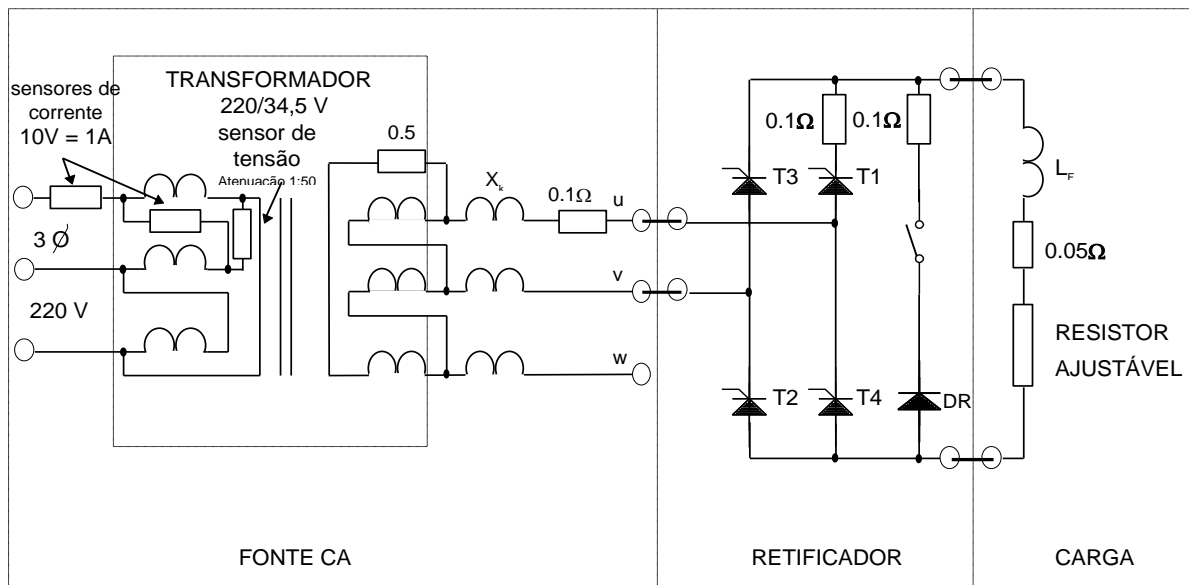 TRANSFORMADOR
220/34,5 V
sensor de
tensão
Atenuação 1:50
sensores de
corrente
10V = 1A
3 Ø
220 V
0.5
Xk
0.1Ω
u
v
w
0.1Ω
0.1Ω
T3
T1
T2
T4
DR
LF
0.05Ω
RESISTOR
AJUSTÁVEL
FONTE CA
RETIFICADOR
CARGA